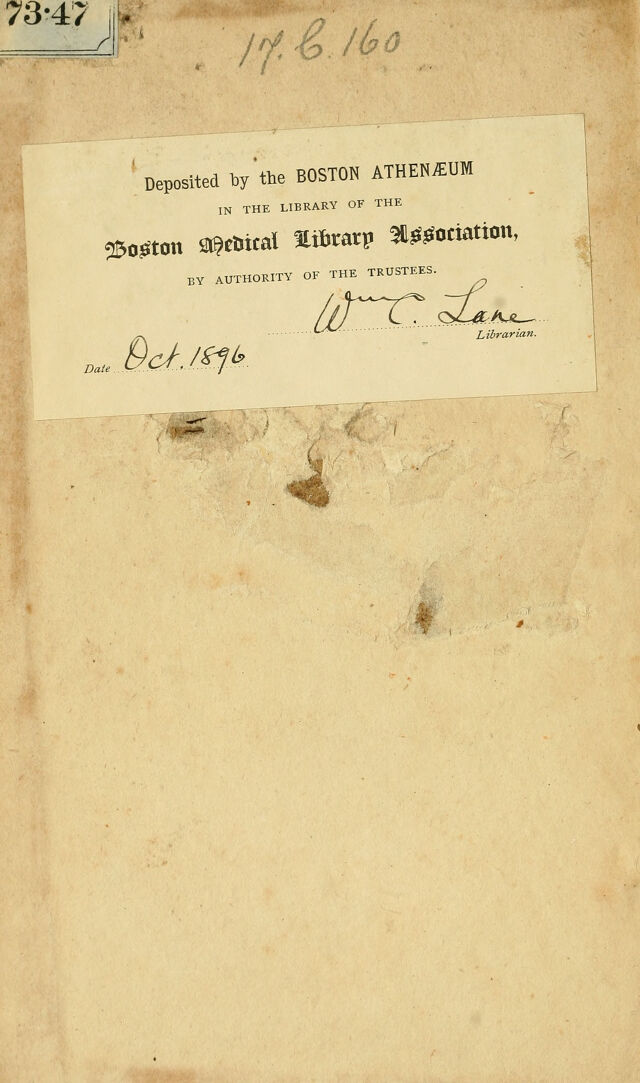 73·47
17. C. 160
Deposited by the BOSTON ATHENÆUM
IN THE LIBRARY OF THE
Boston Medical Library Association,
BY AUTHORITY OF THE TRUSTEES.
Wm C. Lane
Librarian.
Date Oct. 1896